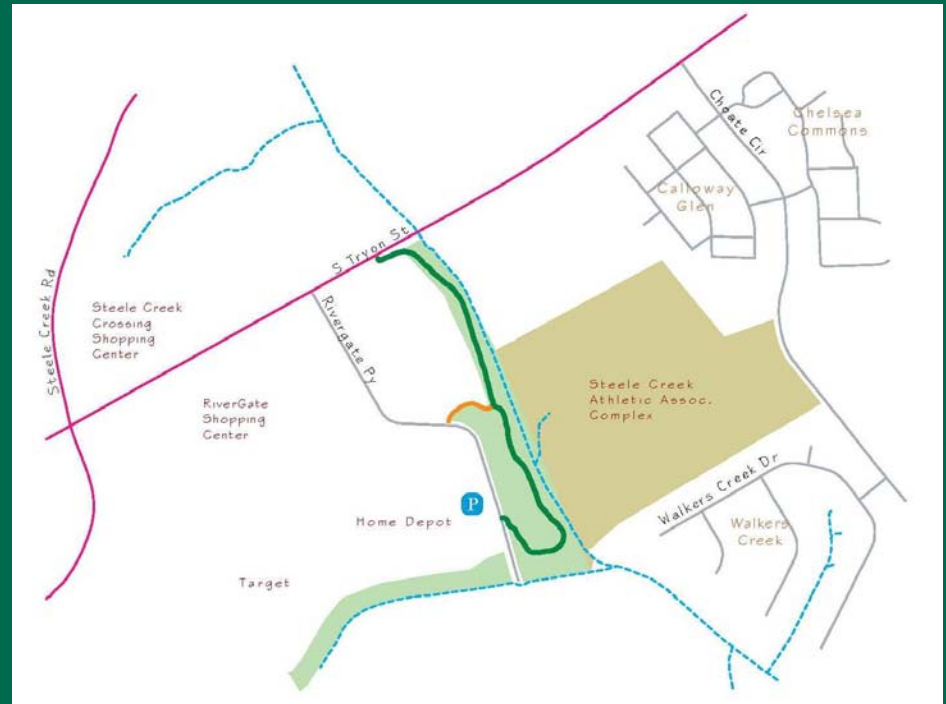 Choate Cir
Chelsea
Commons
Calloway
Glen
S Tryon St
Steele Creek Rd
Steele Creek
Crossing
Shopping
Center
Rivergate Py
RiverGate
Shopping
Center
Steele Creek
Athletic Assoc.
Complex
P
Home Depot
Walkers Creek Dr
Walkers
Creek
Target